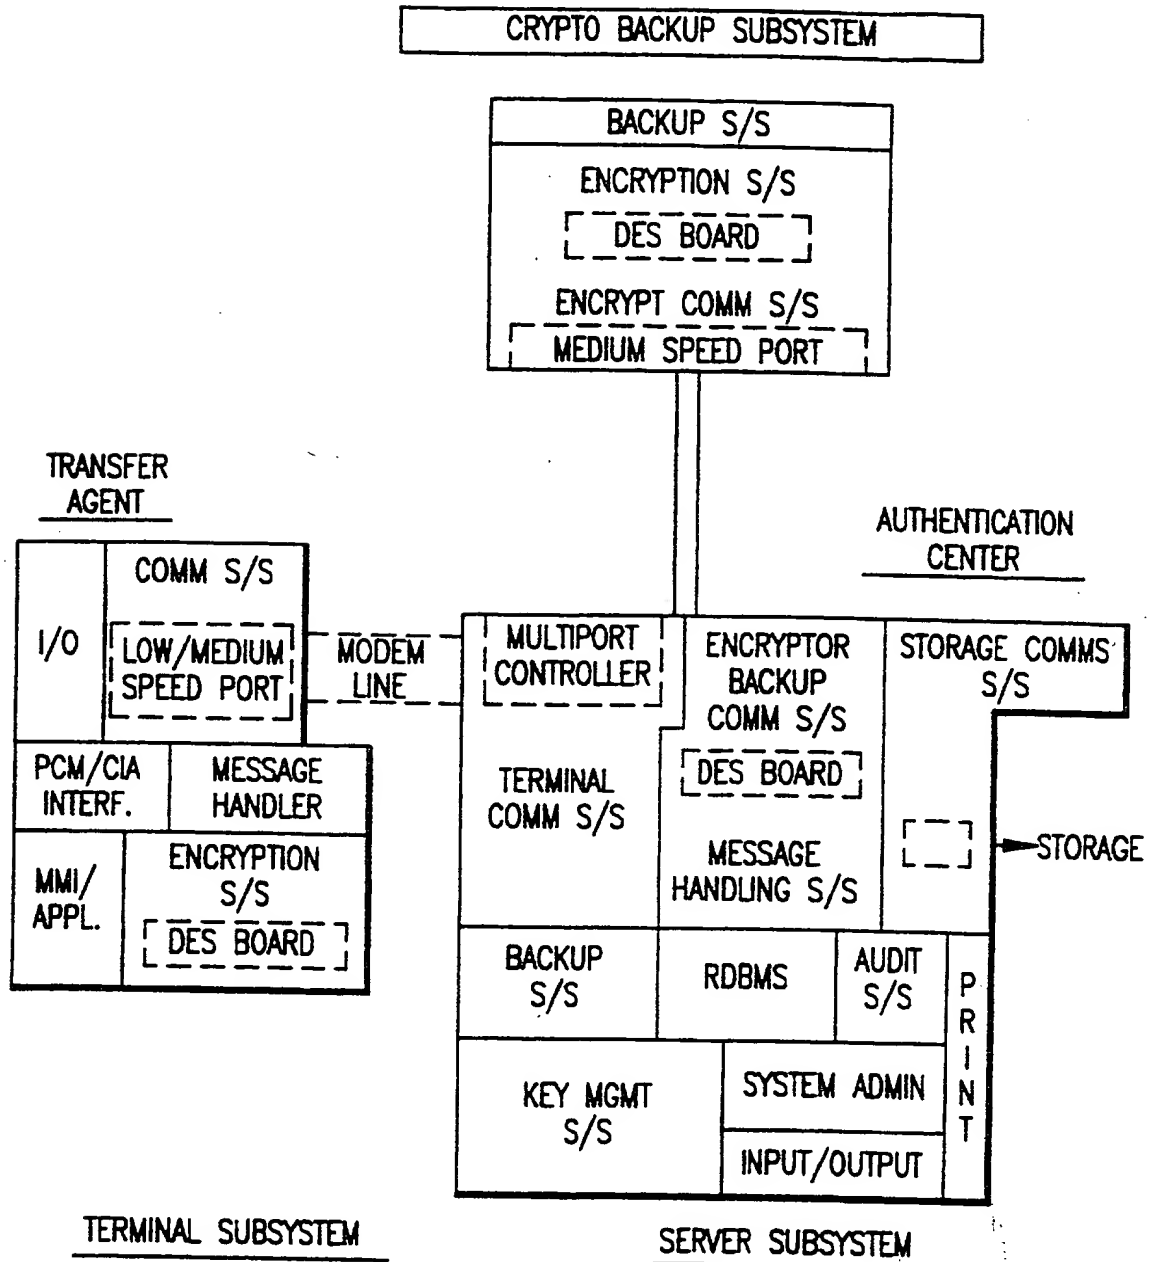 CRYPTO BACKUP SUBSYSTEM
BACKUP S/S
ENCRYPTION S/S
DES BOARD
ENCRYPT COMM S/S
MEDIUM SPEED PORT
TRANSFER
AGENT
COMM S/S
I/O
LOW/MEDIUM
SPEED PORT
PCM/CIA
INTERF.
MESSAGE
HANDLER
MMI/
APPL.
ENCRYPTION
S/S
DES BOARD
MODEM
LINE
AUTHENTICATION
CENTER
MULTIPORT
CONTROLLER
TERMINAL
COMM S/S
ENCRYPTOR
BACKUP
COMM S/S
DES BOARD
MESSAGE
HANDLING S/S
STORAGE COMMS
S/S
STORAGE
BACKUP
S/S
RDBMS
AUDIT
S/S
PRINT
KEY MGMT
S/S
SYSTEM ADMIN
INPUT/OUTPUT
TERMINAL SUBSYSTEM
SERVER SUBSYSTEM